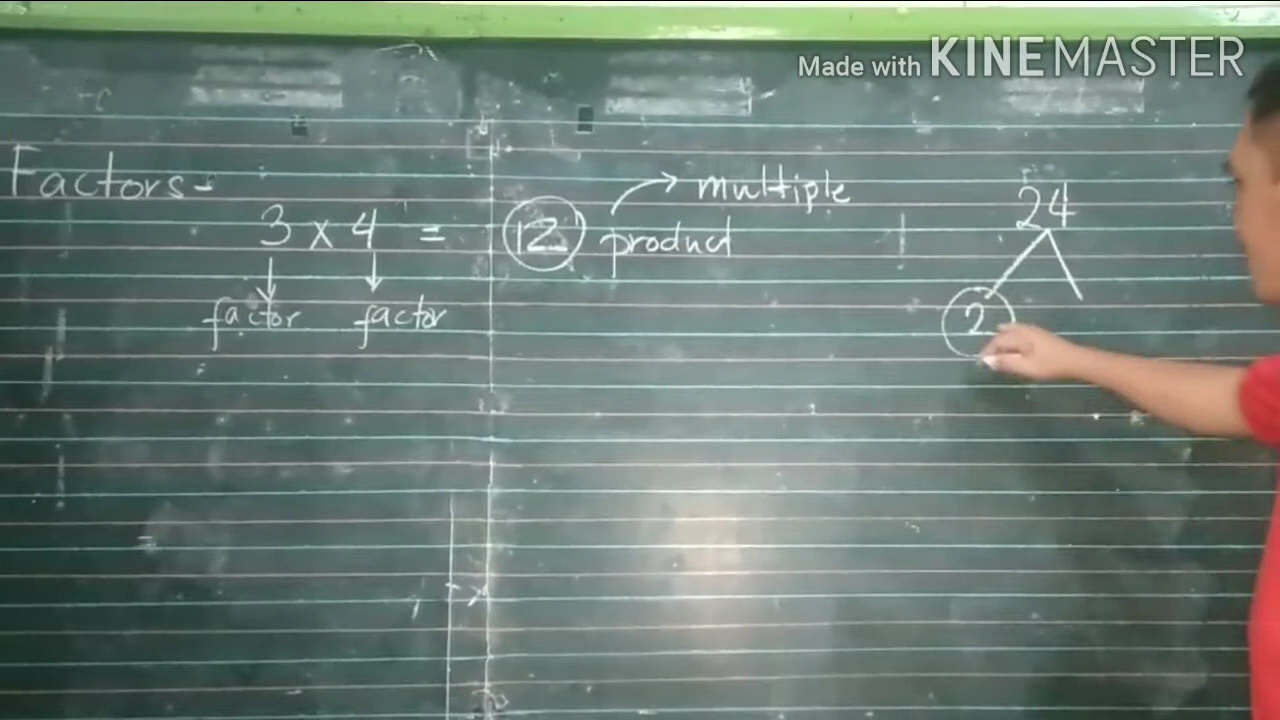 Made with KINEMASTER
Factors-
multiple
24
3 x 4 = 12 product
factor factor
2